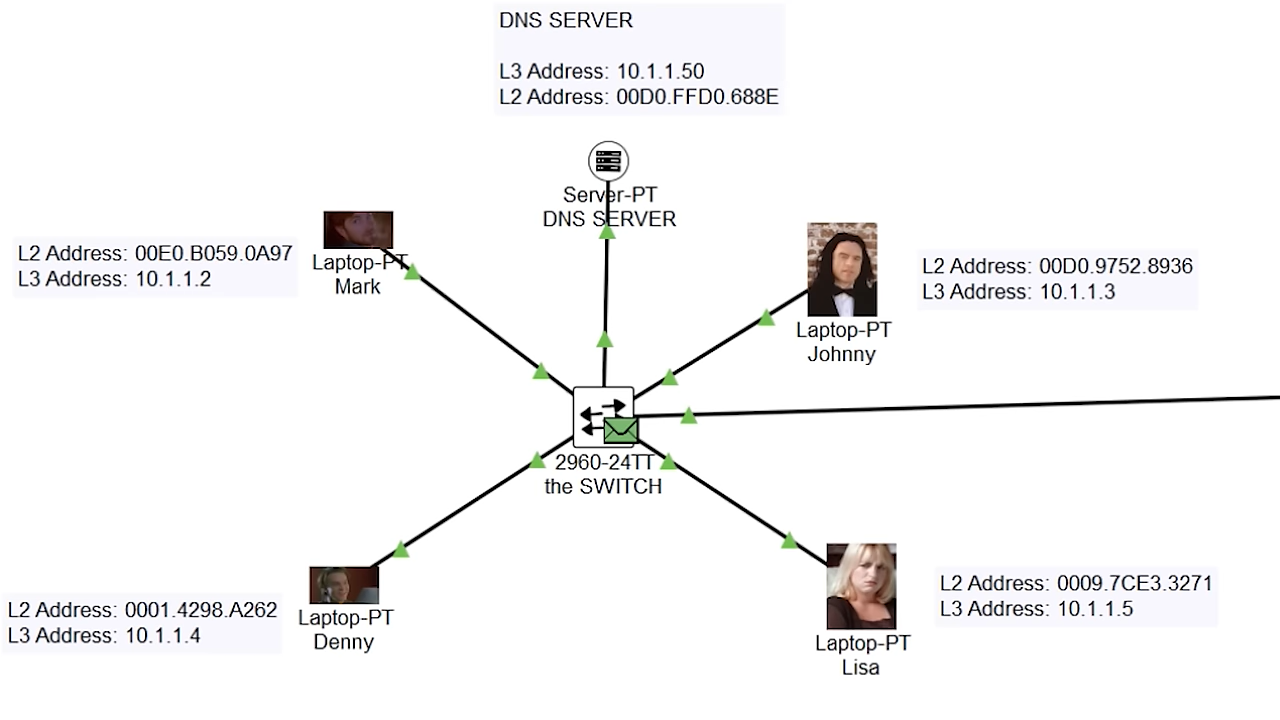 DNS SERVER
L3 Address: 10.1.1.50
L2 Address: 00D0.FFD0.688E
Server-PT
DNS SERVER
L2 Address: 00E0.B059.0A97
L3 Address: 10.1.1.2
Laptop-PT
Mark
L2 Address: 00D0.9752.8936
L3 Address: 10.1.1.3
Laptop-PT
Johnny
2960-24TT
the SWITCH
L2 Address: 0001.4298.A262
L3 Address: 10.1.1.4
Laptop-PT
Denny
L2 Address: 0009.7CE3.3271
L3 Address: 10.1.1.5
Laptop-PT
Lisa